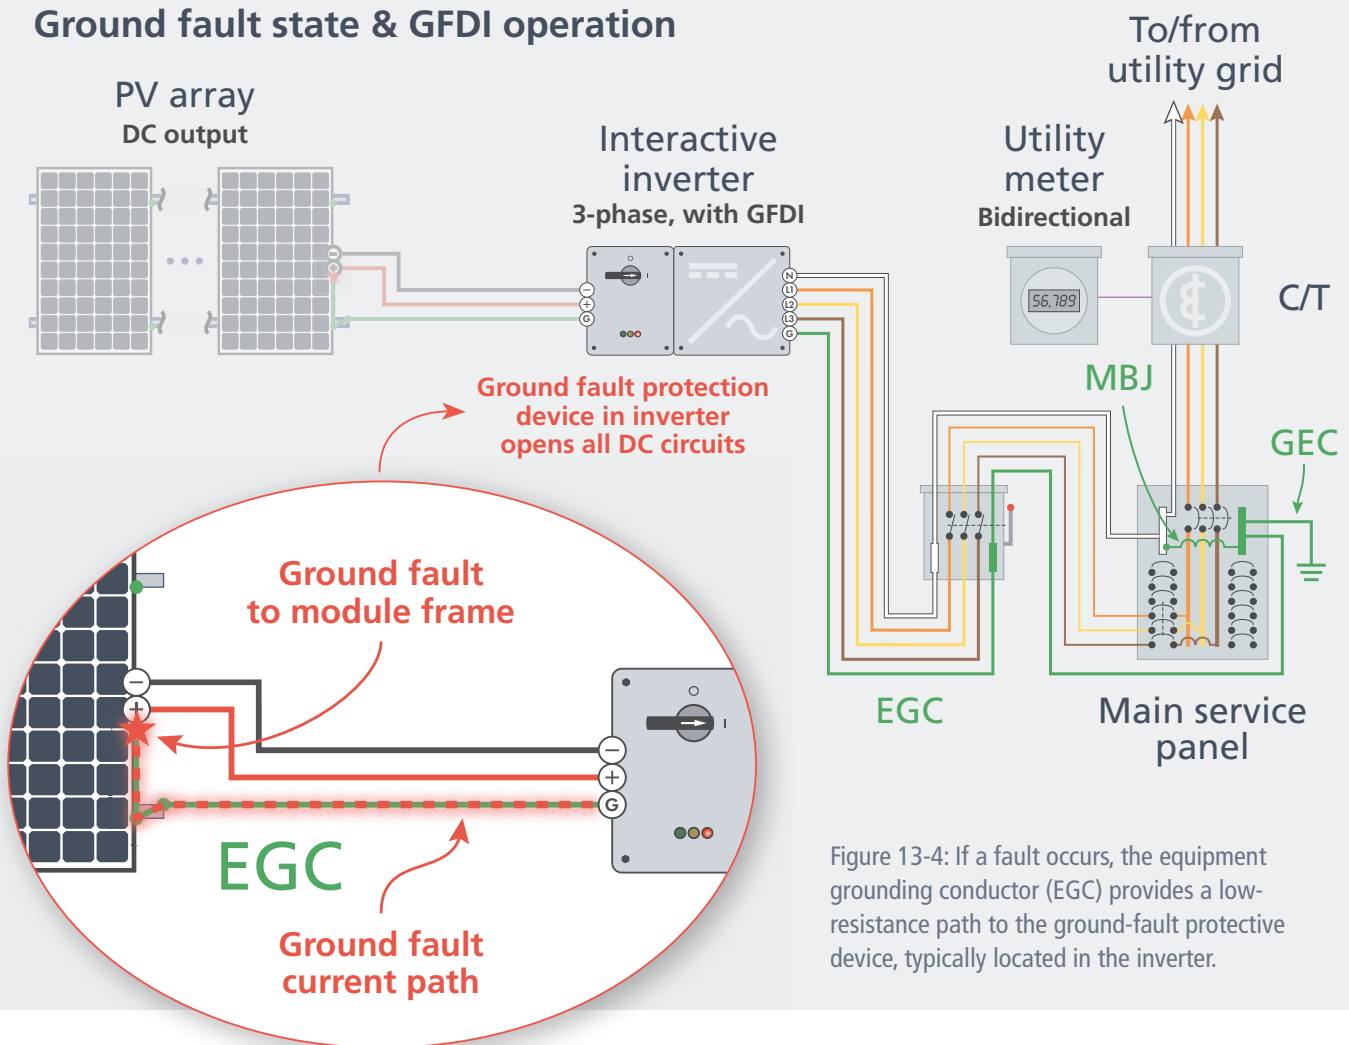 Ground fault state & GFDI operation
To/from
utility grid
PV array
DC output
Interactive
inverter
3-phase, with GFDI
Utility
meter
Bidirectional
N
L1
L2
L3
G
−
+
G
−
+
56,789
C/T
I
MBJ
GEC
Ground fault protection
device in inverter
opens all DC circuits
Ground fault
to module frame
−
+
−
+
G
I
EGC
EGC
Main service
panel
Ground fault
current path
Figure 13-4: If a fault occurs, the equipment
grounding conductor (EGC) provides a low-
resistance path to the ground-fault protective
device, typically located in the inverter.